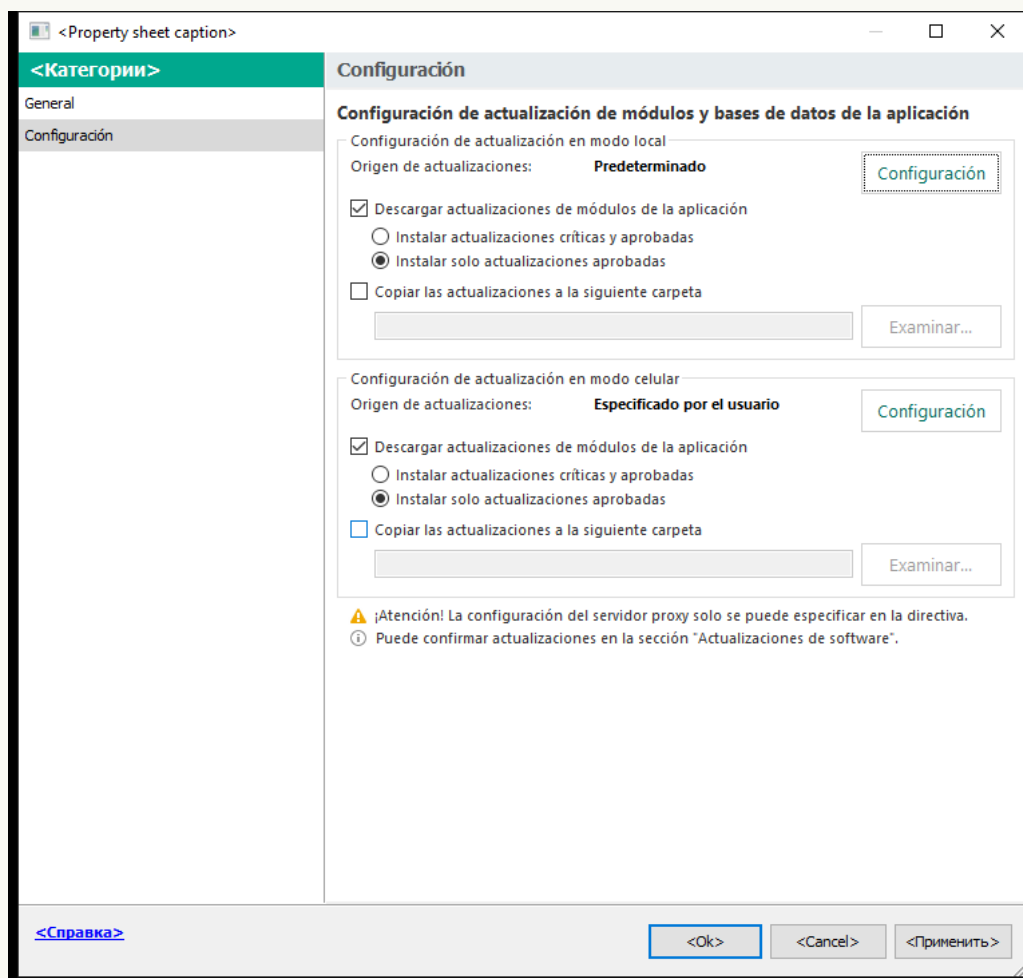 <Property sheet caption>
<Категории>
General
Configuración
Configuración
Configuración de actualización de módulos y bases de datos de la aplicación
Configuración de actualización en modo local
Origen de actualizaciones: Predeterminado
Configuración
Descargar actualizaciones de módulos de la aplicación
Instalar actualizaciones críticas y aprobadas
Instalar solo actualizaciones aprobadas
Copiar las actualizaciones a la siguiente carpeta
Examinar...
Configuración de actualización en modo celular
Origen de actualizaciones: Especificado por el usuario
Configuración
Descargar actualizaciones de módulos de la aplicación
Instalar actualizaciones críticas y aprobadas
Instalar solo actualizaciones aprobadas
Copiar las actualizaciones a la siguiente carpeta
Examinar...
¡Atención! La configuración del servidor proxy solo se puede especificar en la directiva.
Puede confirmar actualizaciones en la sección "Actualizaciones de software".
<Справка>
<Ok>
<Cancel>
<Применить>